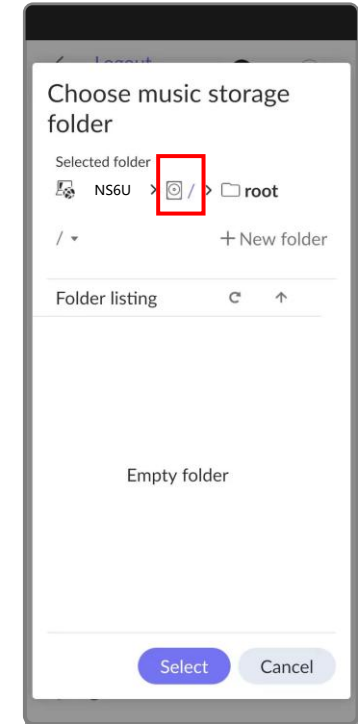 Logout
Choose music storage
folder
Selected folder
NS6U > / > root
/ + New folder
Folder listing
Empty folder
Select Cancel